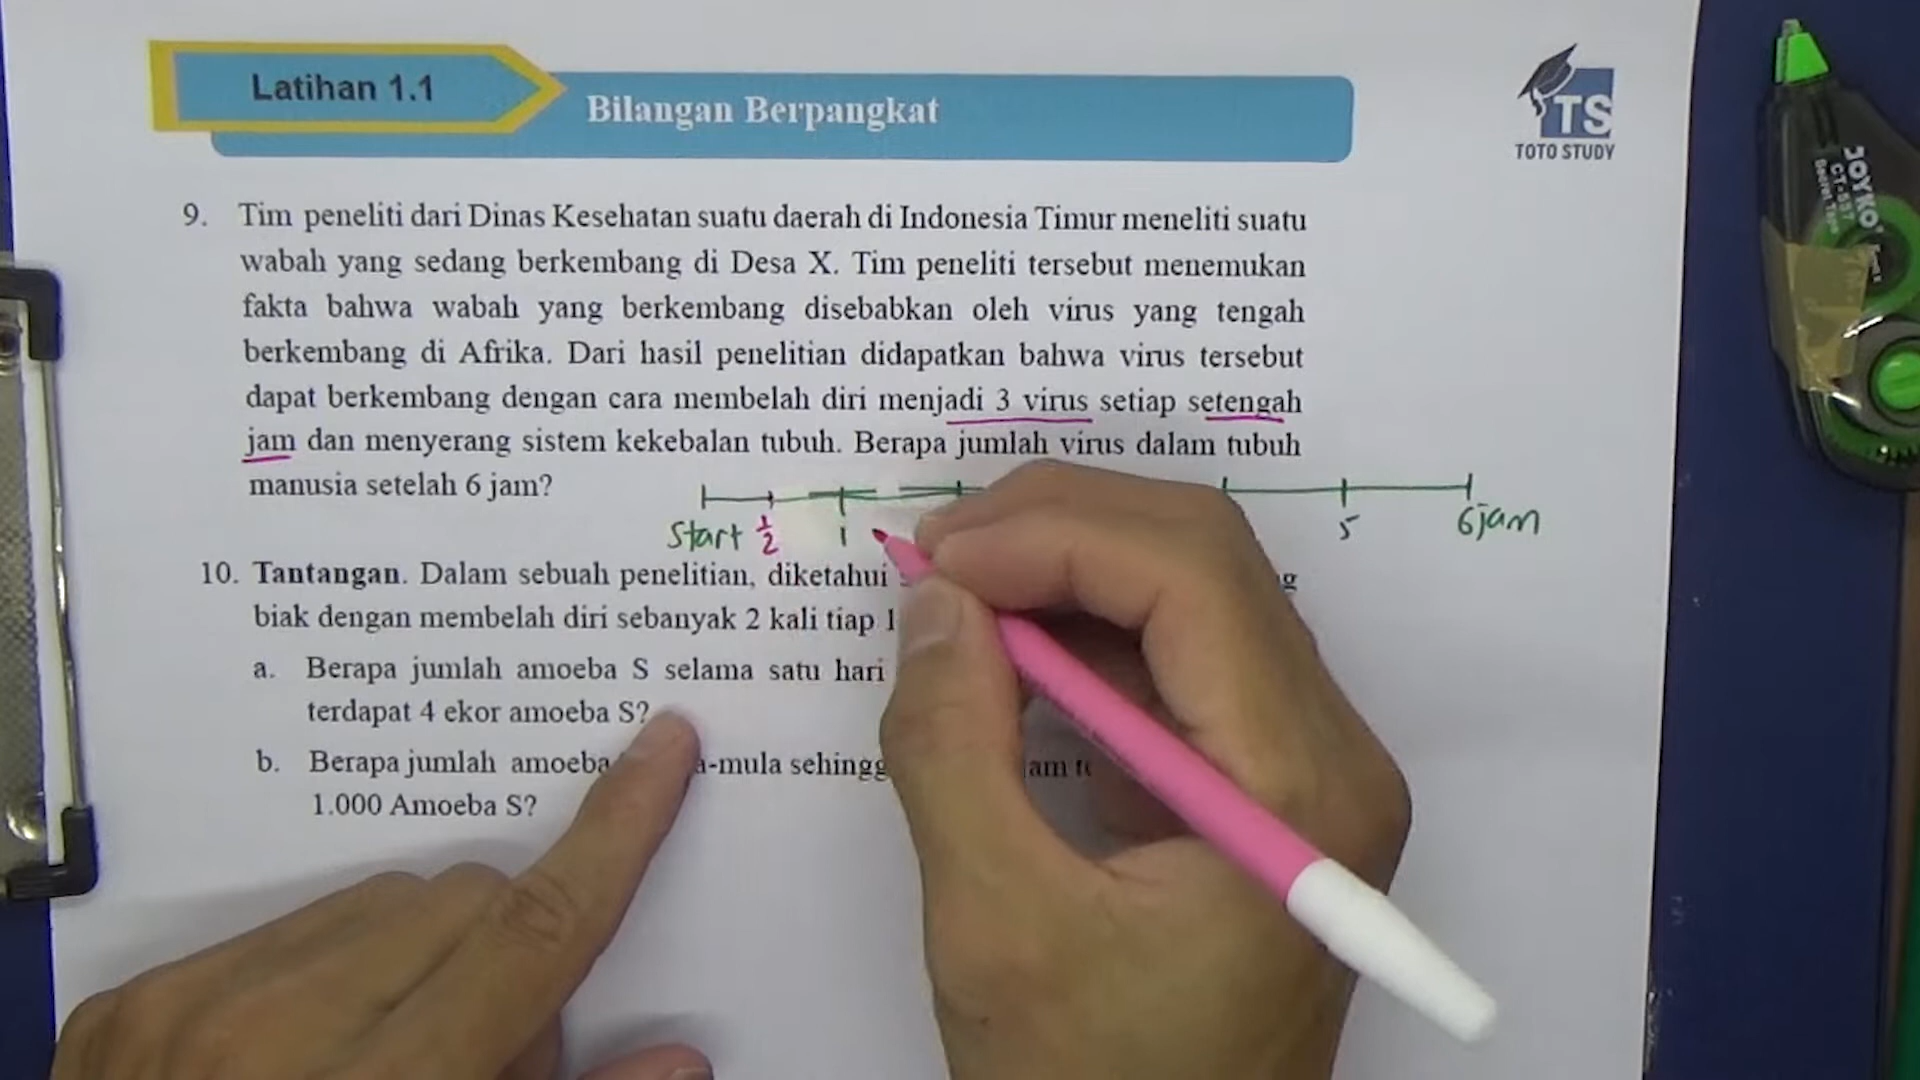 Latihan 1.1
Bilangan Berpangkat
TS
TOTO STUDY
JOYKO
CT-557
9. Tim peneliti dari Dinas Kesehatan suatu daerah di Indonesia Timur meneliti suatu
wabah yang sedang berkembang di Desa X. Tim peneliti tersebut menemukan
fakta bahwa wabah yang berkembang disebabkan oleh virus yang tengah
berkembang di Afrika. Dari hasil penelitian didapatkan bahwa virus tersebut
dapat berkembang dengan cara membelah diri menjadi 3 virus setiap setengah
jam dan menyerang sistem kekebalan tubuh. Berapa jumlah virus dalam tubuh
manusia setelah 6 jam?
Start 1/2 1 5 6 jam
10. Tantangan. Dalam sebuah penelitian, diketahui
biak dengan membelah diri sebanyak 2 kali tiap 1
a. Berapa jumlah amoeba S selama satu hari
terdapat 4 ekor amoeba S?
b. Berapa jumlah amoeba a-mula sehingg am
1.000 Amoeba S?